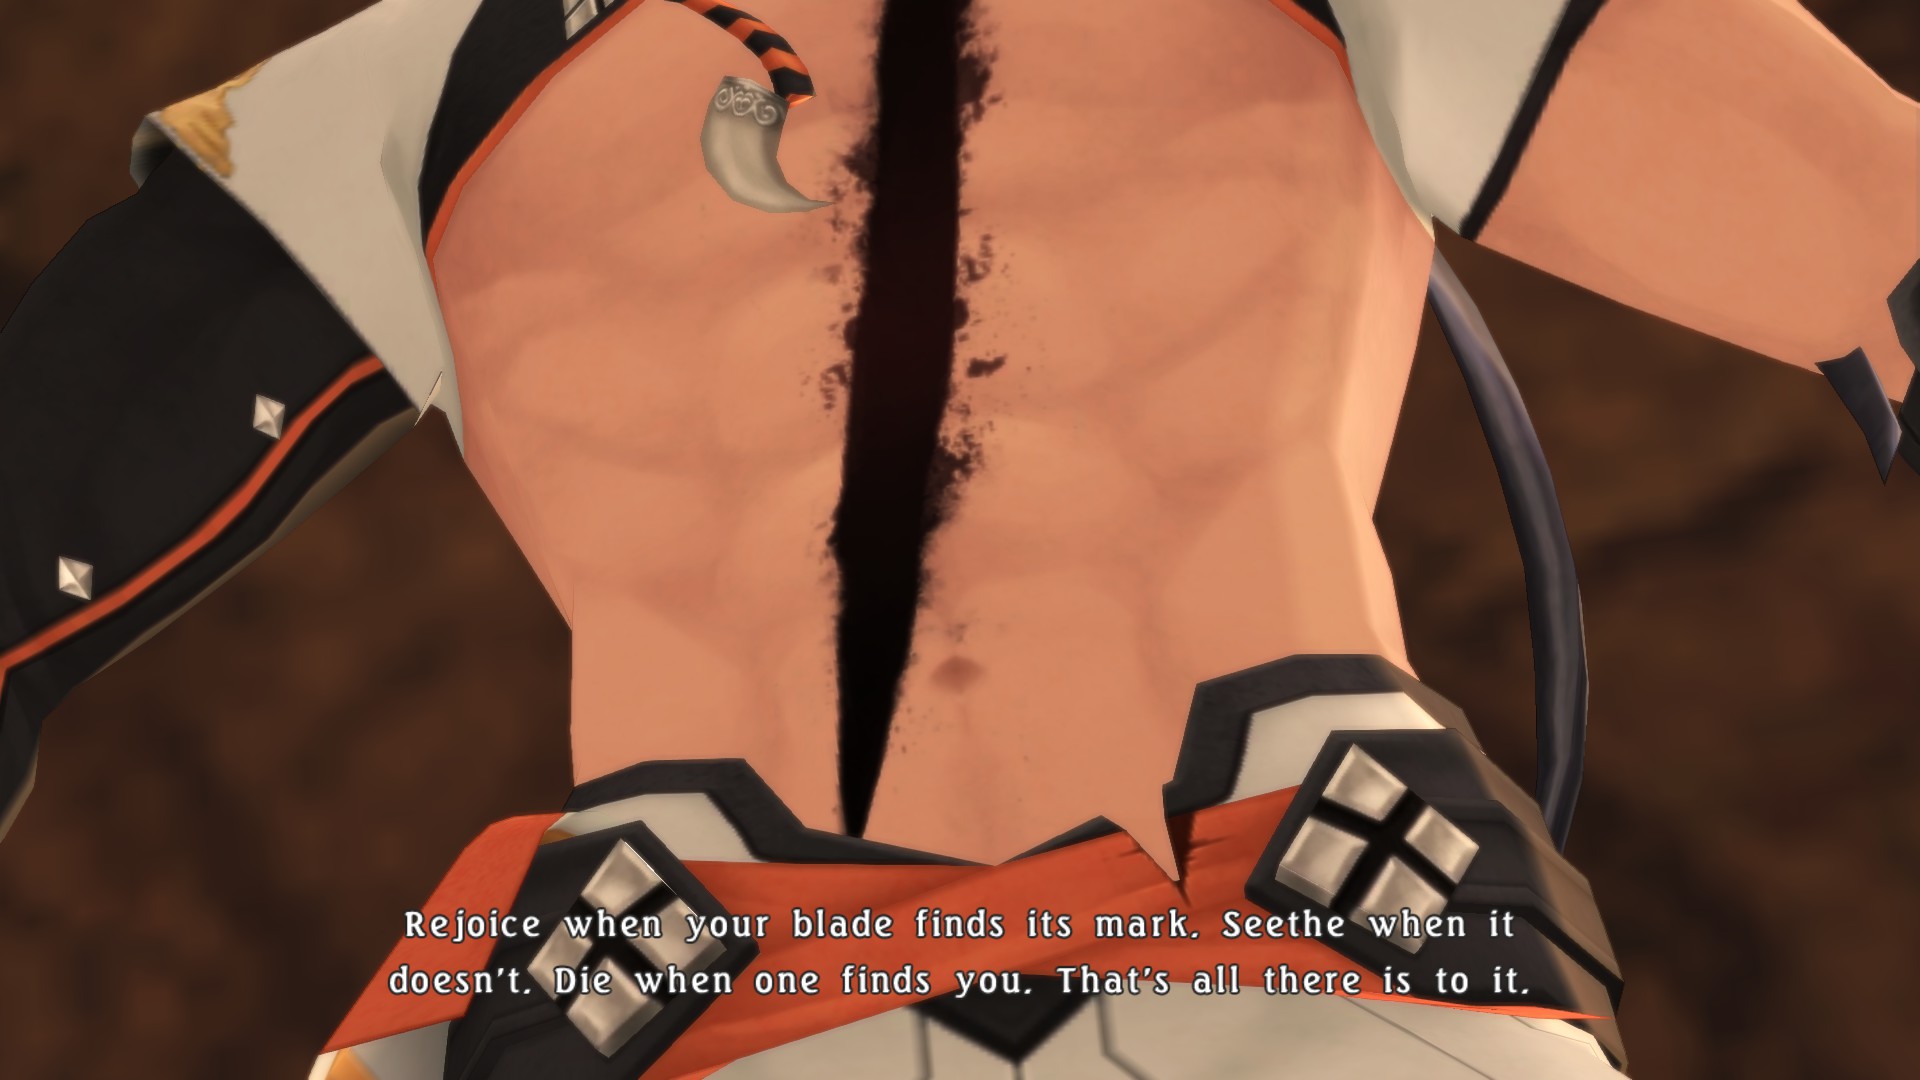 Rejoice when your blade finds its mark. Seethe when it
doesn't. Die when one finds you. That's all there is to it.